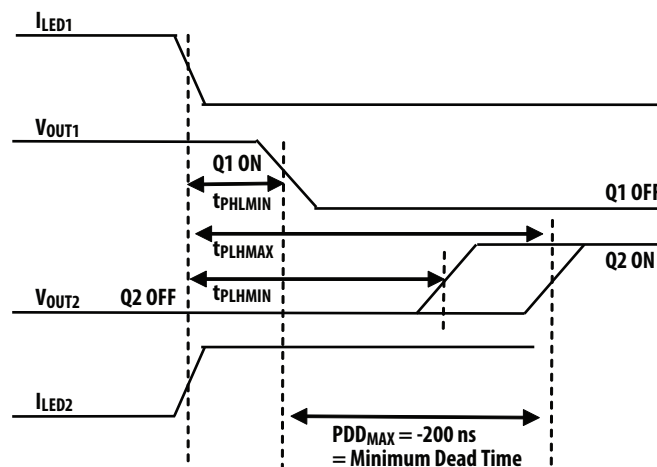 ILED1
VOUT1
Q1 ON
tPHLMIN
Q1 OFF
tPLHMAX
Q2 ON
tPLHMIN
VOUT2
Q2 OFF
ILED2
PDDMAX = -200 ns
= Minimum Dead Time